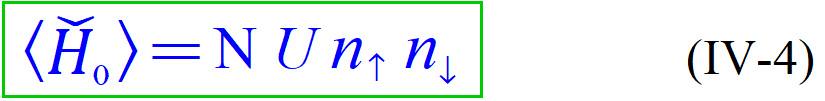 ⟨H̆₀⟩ = N U n↑ n↓ (IV-4)